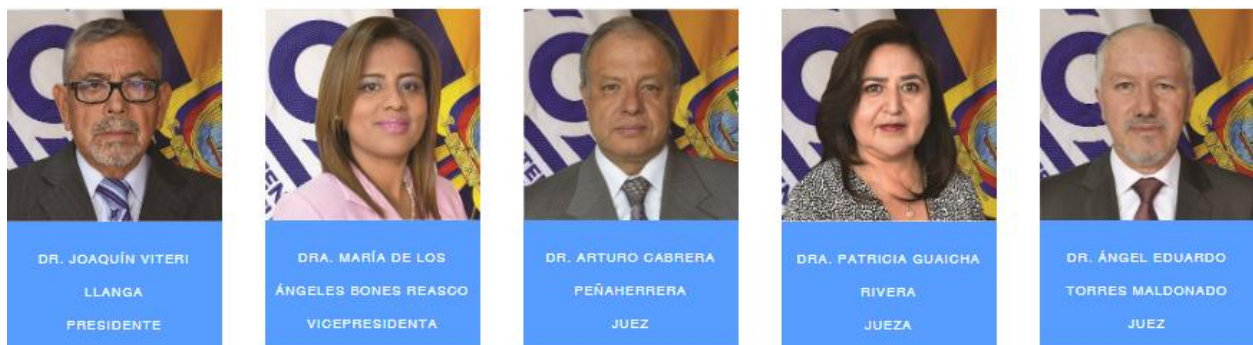 DR. JOAQUÍN VITERI
LLANGA
PRESIDENTE
DRA. MARÍA DE LOS
ÁNGELES BONES REASCO
VICEPRESIDENTA
DR. ARTURO CABRERA
PEÑAHERRERA
JUEZ
DRA. PATRICIA GUAICHA
RIVERA
JUEZA
DR. ÁNGEL EDUARDO
TORRES MALDONADO
JUEZ